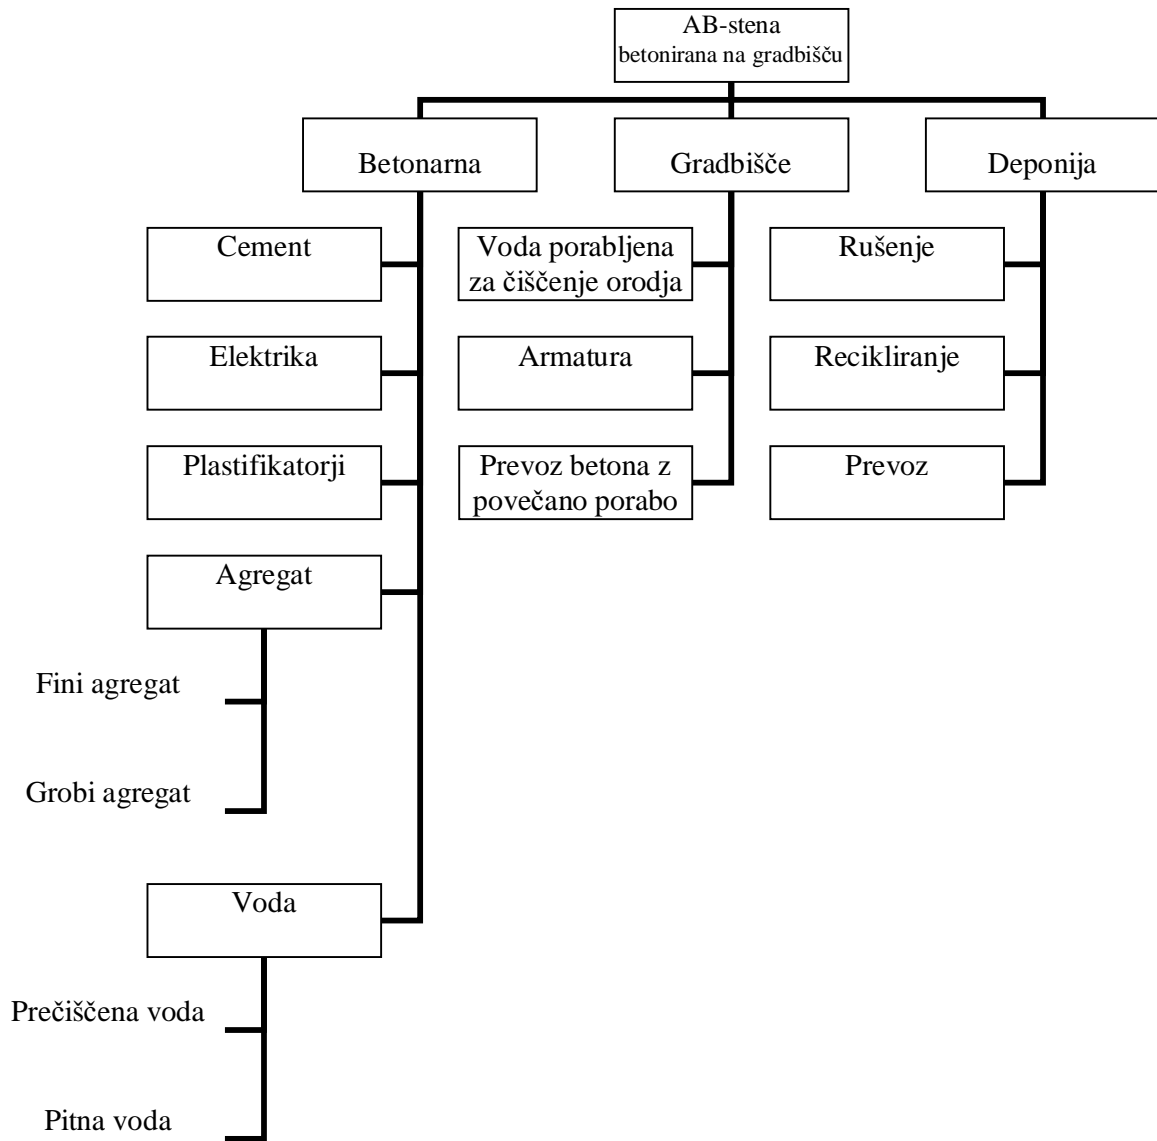 AB-stena
betonirana na gradbišču
Betonarna
Gradbišče
Deponija
Cement
Voda porabljena
za čiščenje orodja
Rušenje
Elektrika
Armatura
Recikliranje
Plastifikatorji
Prevoz betona z
povečano porabo
Prevoz
Agregat
Fini agregat
Grobi agregat
Voda
Prečiščena voda
Pitna voda